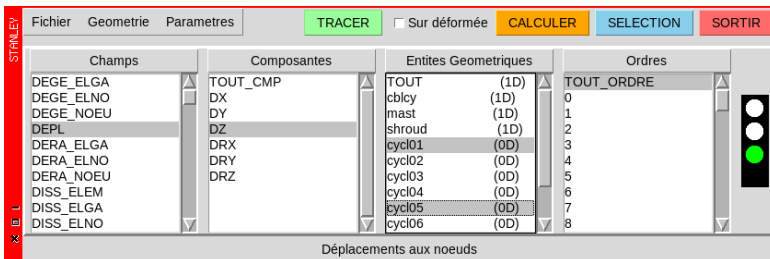 STANLEY
Fichier Geometrie Parametres TRACER Sur déformée CALCULER SELECTION SORTIR
Champs Composantes Entites Geometriques Ordres
DEGE_ELGA TOUT_CMP TOUT (1D) TOUT_ORDRE
DEGE_ELNO DX cblcy (1D) 0
DEGE_NOEU DY mast (1D) 1
DEPL DZ shroud (1D) 2
DERA_ELGA DRX cycl01 (0D) 3
DERA_ELNO DRY cycl02 (0D) 4
DERA_NOEU DRZ cycl03 (0D) 5
DISS_ELEM cycl04 (0D) 6
DISS_ELGA cycl05 (0D) 7
DISS_ELNO cycl06 (0D) 8
Déplacements aux noeuds